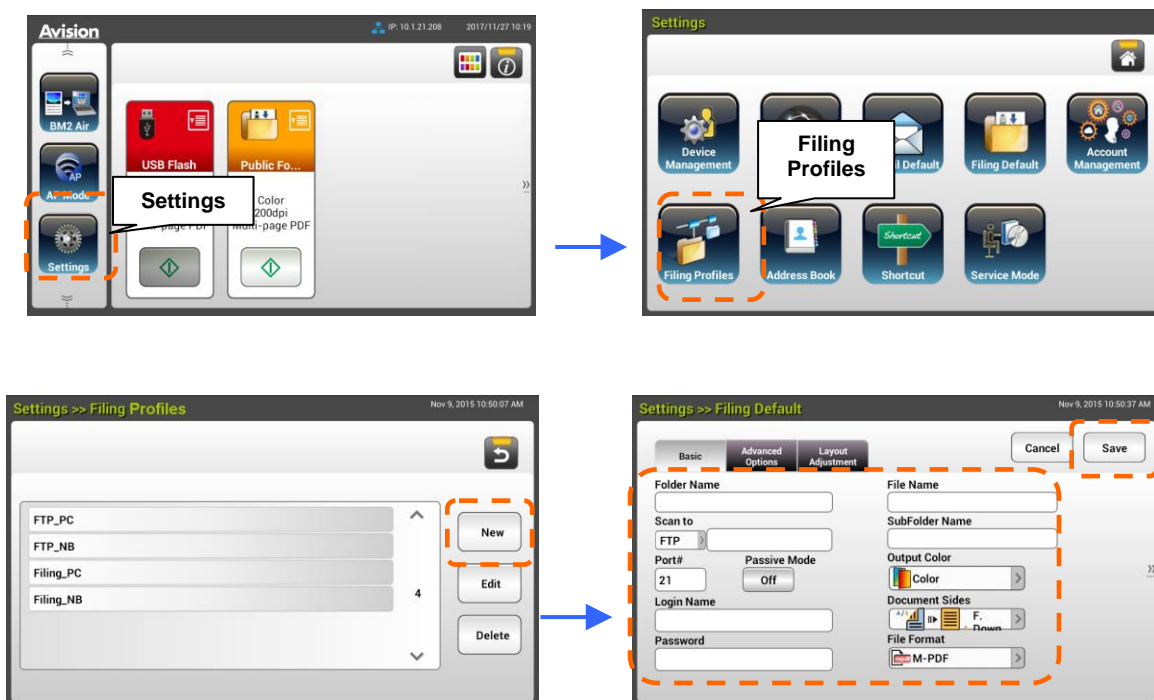 Avision
IP: 10.1.21.208
2017/11/27 10:19
BM2 Air
AP
AP Mode
Settings
USB Flash
Public Fo...
Color
200dpi
Multi-page PDF
Settings
Settings
Device
Management
l Default
Filing Default
Account
Management
Filing
Profiles
Filing Profiles
Address Book
Shortcut
Shortcut
Service Mode
Settings >> Filing Profiles
Nov 9, 2015 10:50:07 AM
FTP_PC
FTP_NB
Filing_PC
Filing_NB
4
New
Edit
Delete
Settings >> Filing Default
Nov 9, 2015 10:50:37 AM
Basic
Advanced
Options
Layout
Adjustment
Cancel
Save
Folder Name
File Name
Scan to
SubFolder Name
FTP
Port#
Passive Mode
Output Color
21
Off
Color
Login Name
Document Sides
F.
Down
Password
File Format
M-PDF